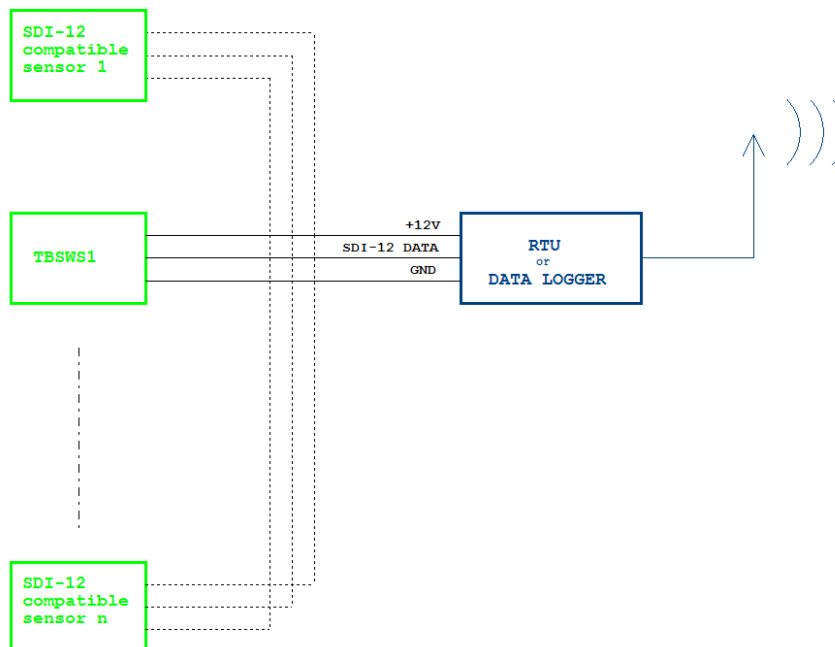 SDI-12
compatible
sensor 1
+12V
SDI-12 DATA
GND
TBSWS1
RTU
or
DATA LOGGER
SDI-12
compatible
sensor n